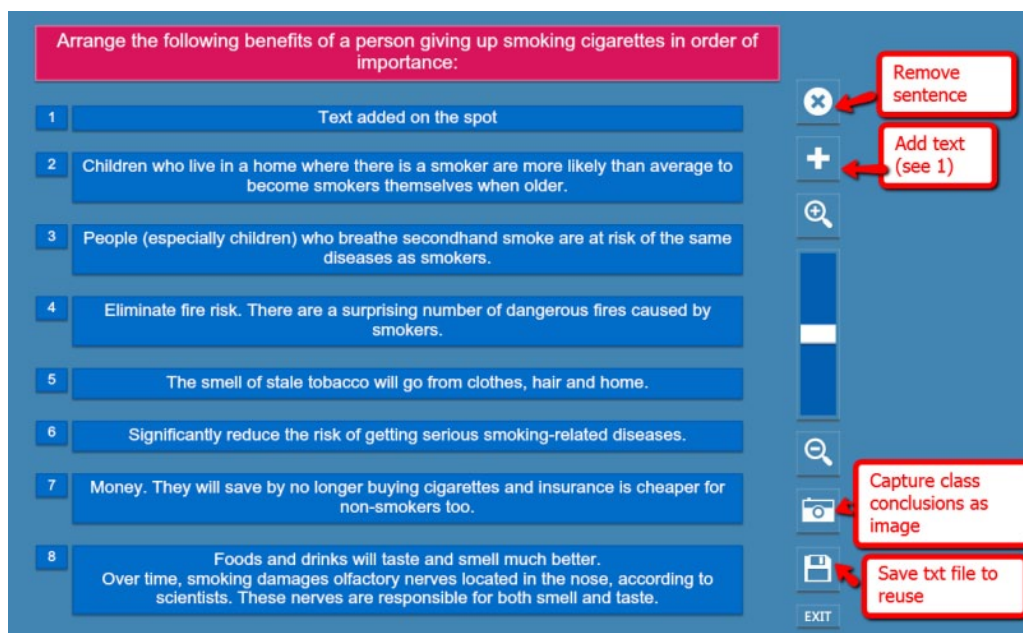 Arrange the following benefits of a person giving up smoking cigarettes in order of
importance:
Remove
sentence
1
Text added on the spot
Add text
(see 1)
2
Children who live in a home where there is a smoker are more likely than average to
become smokers themselves when older.
3
People (especially children) who breathe secondhand smoke are at risk of the same
diseases as smokers.
4
Eliminate fire risk. There are a surprising number of dangerous fires caused by
smokers.
5
The smell of stale tobacco will go from clothes, hair and home.
6
Significantly reduce the risk of getting serious smoking-related diseases.
7
Money. They will save by no longer buying cigarettes and insurance is cheaper for
non-smokers too.
Capture class
conclusions as
image
8
Foods and drinks will taste and smell much better.
Over time, smoking damages olfactory nerves located in the nose, according to
scientists. These nerves are responsible for both smell and taste.
Save txt file to
reuse
EXIT